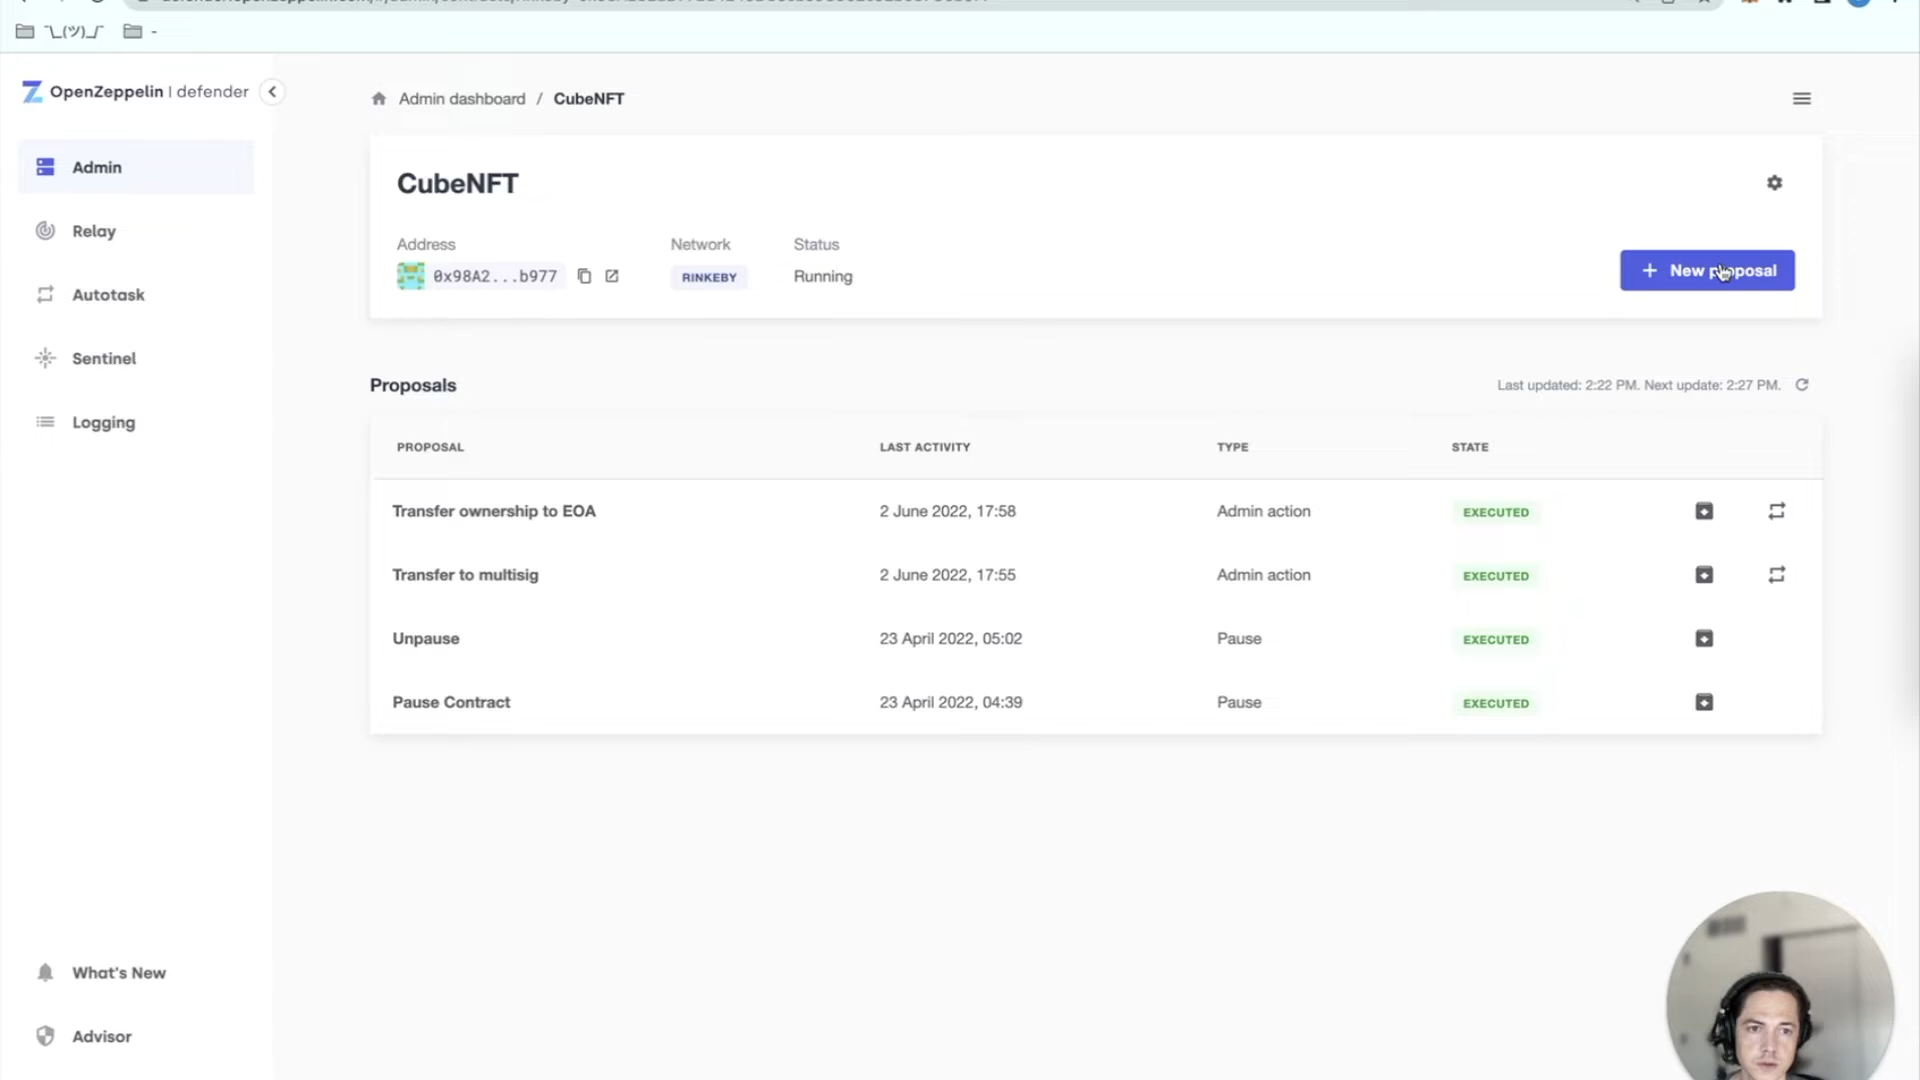 ¯\_(ツ)_/¯ -
OpenZeppelin | defender
Admin
Relay
Autotask
Sentinel
Logging
What's New
Advisor
Admin dashboard / CubeNFT
CubeNFT
Address Network Status
0x98A2...b977 RINKEBY Running
+ New proposal
Proposals
Last updated: 2:22 PM. Next update: 2:27 PM.
PROPOSAL LAST ACTIVITY TYPE STATE
Transfer ownership to EOA 2 June 2022, 17:58 Admin action EXECUTED
Transfer to multisig 2 June 2022, 17:55 Admin action EXECUTED
Unpause 23 April 2022, 05:02 Pause EXECUTED
Pause Contract 23 April 2022, 04:39 Pause EXECUTED